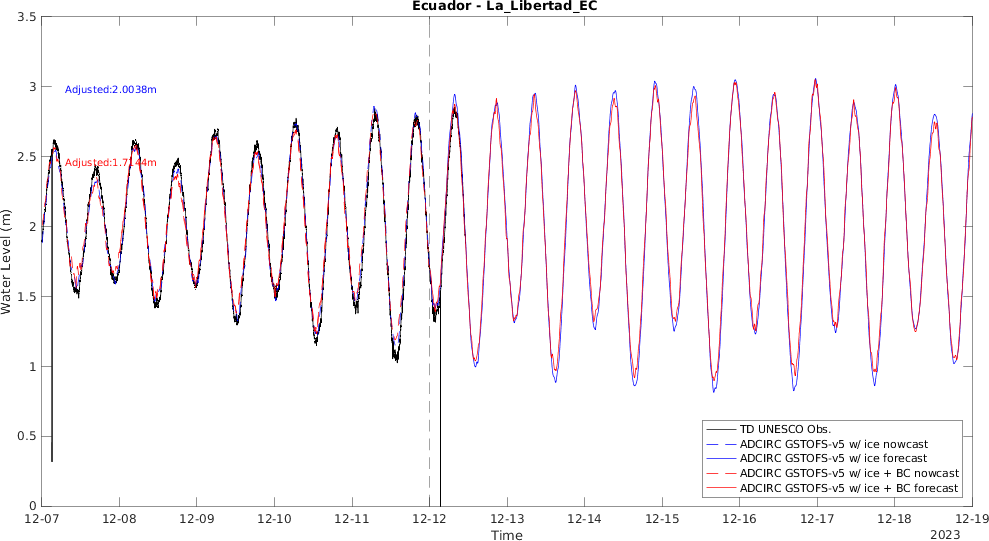 Ecuador - La_Libertad_EC
3.5
3
2.5
2
1.5
1
0.5
0
Water Level (m)
Adjusted:2.0038m
Adjusted:1.7144m
TD UNESCO Obs.
ADCIRC GSTOFS-v5 w/ ice nowcast
ADCIRC GSTOFS-v5 w/ ice forecast
ADCIRC GSTOFS-v5 w/ ice + BC nowcast
ADCIRC GSTOFS-v5 w/ ice + BC forecast
12-07 12-08 12-09 12-10 12-11 12-12 12-13 12-14 12-15 12-16 12-17 12-18 12-19
Time
2023